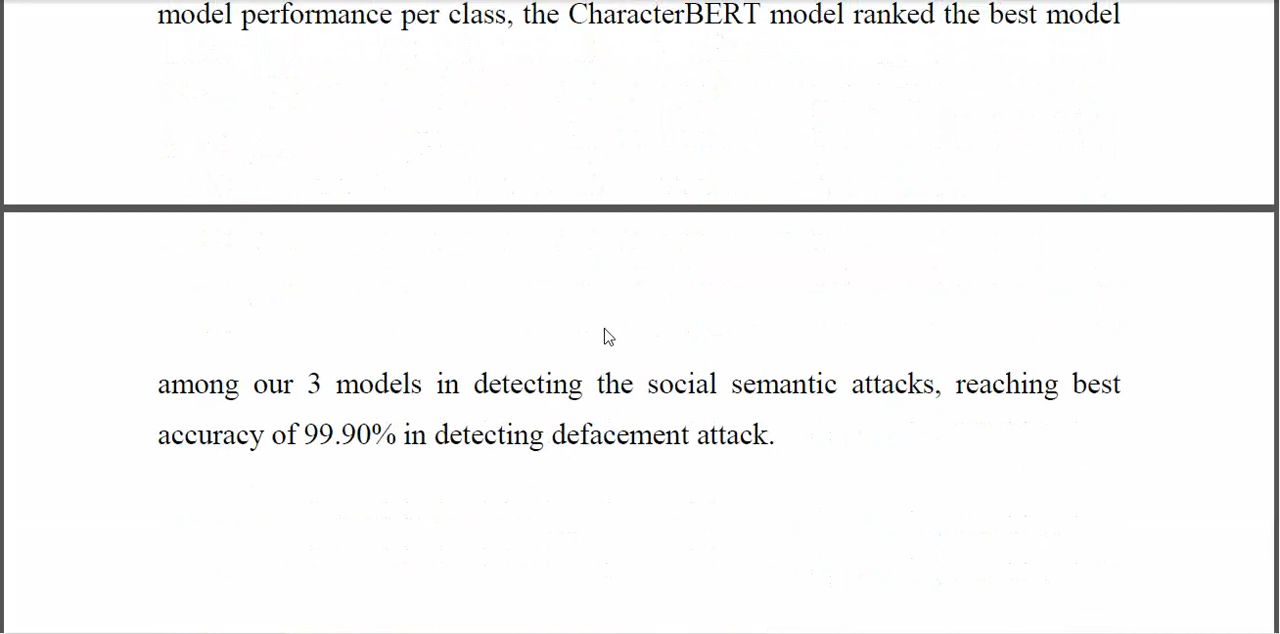 model performance per class, the CharacterBERT model ranked the best model
among our 3 models in detecting the social semantic attacks, reaching best
accuracy of 99.90% in detecting defacement attack.